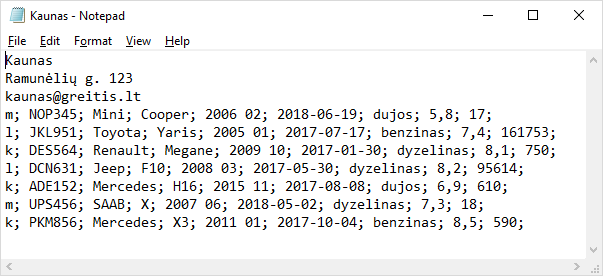 Kaunas - Notepad
File Edit Format View Help
Kaunas
Ramunėlių g. 123
kaunas@greitis.lt
m; NOP345; Mini; Cooper; 2006 02; 2018-06-19; dujos; 5,8; 17;
l; JKL951; Toyota; Yaris; 2005 01; 2017-07-17; benzinas; 7,4; 161753;
k; DES564; Renault; Megane; 2009 10; 2017-01-30; dyzelinas; 8,1; 750;
l; DCN631; Jeep; F10; 2008 03; 2017-05-30; dyzelinas; 8,2; 95614;
k; ADE152; Mercedes; H16; 2015 11; 2017-08-08; dujos; 6,9; 610;
m; UPS456; SAAB; X; 2007 06; 2018-05-02; dyzelinas; 7,3; 18;
k; PKM856; Mercedes; X3; 2011 01; 2017-10-04; benzinas; 8,5; 590;